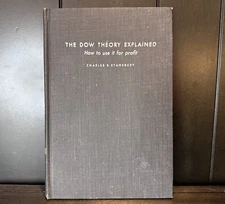 THE DOW THEORY EXPLAINED
How to use it for profit
CHARLES B STANSBURY